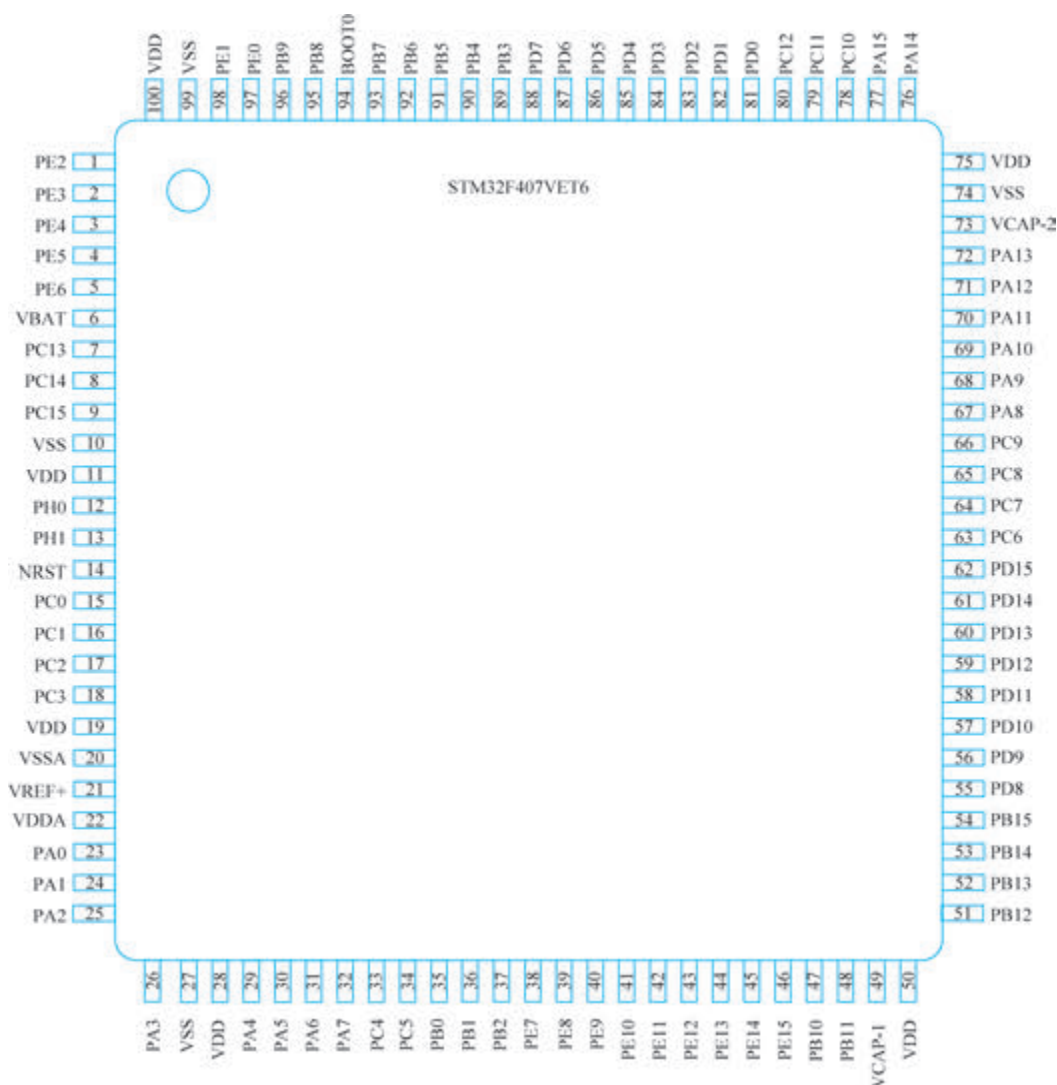 VDD VSS PE1 PE0 PB9 PB8 BOOT0 PB7 PB6 PB5 PB4 PB3 PD7 PD6 PD5 PD4 PD3 PD2 PD1 PD0 PC12 PC11 PC10 PA15 PA14
100 99 98 97 96 95 94 93 92 91 90 89 88 87 86 85 84 83 82 81 80 79 78 77 76
STM32F407VET6
PE2 1
PE3 2
PE4 3
PE5 4
PE6 5
VBAT 6
PC13 7
PC14 8
PC15 9
VSS 10
VDD 11
PH0 12
PH1 13
NRST 14
PC0 15
PC1 16
PC2 17
PC3 18
VDD 19
VSSA 20
VREF+ 21
VDDA 22
PA0 23
PA1 24
PA2 25
75 VDD
74 VSS
73 VCAP-2
72 PA13
71 PA12
70 PA11
69 PA10
68 PA9
67 PA8
66 PC9
65 PC8
64 PC7
63 PC6
62 PD15
61 PD14
60 PD13
59 PD12
58 PD11
57 PD10
56 PD9
55 PD8
54 PB15
53 PB14
52 PB13
51 PB12
26 27 28 29 30 31 32 33 34 35 36 37 38 39 40 41 42 43 44 45 46 47 48 49 50
PA3 VSS VDD PA4 PA5 PA6 PA7 PC4 PC5 PB0 PB1 PB2 PE7 PE8 PE9 PE10 PE11 PE12 PE13 PE14 PE15 PB10 PB11 VCAP-1 VDD